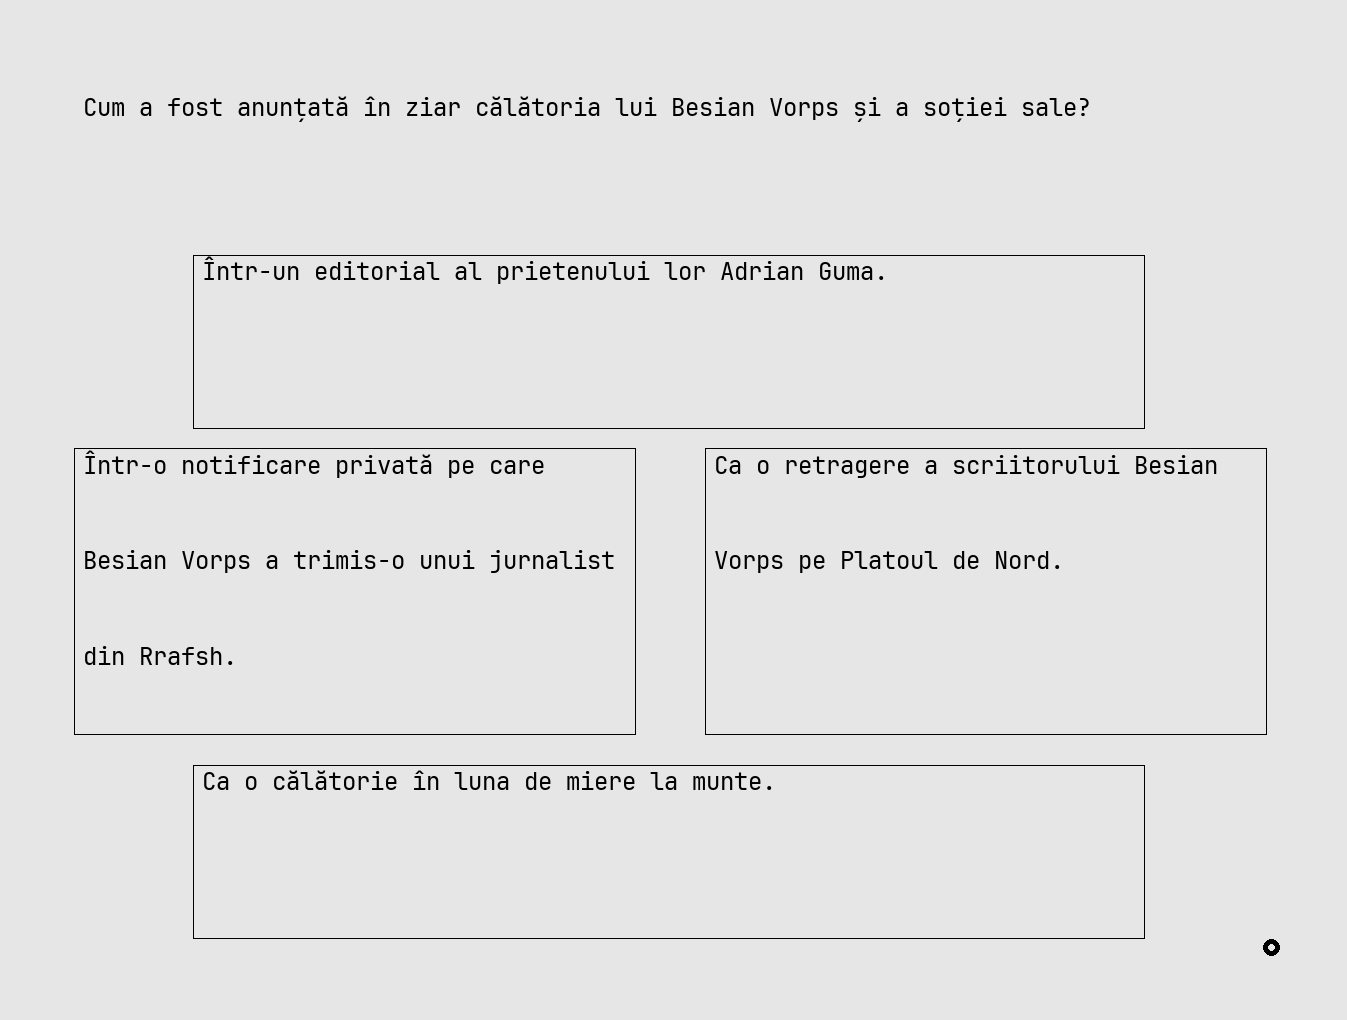 Cum a fost anunțată în ziar călătoria lui Besian Vorps și a soției sale?
Într-un editorial al prietenului lor Adrian Guma.
Într-o notificare privată pe care
Besian Vorps a trimis-o unui jurnalist
din Rrafsh.
Ca o retragere a scriitorului Besian
Vorps pe Platoul de Nord.
Ca o călătorie în luna de miere la munte.